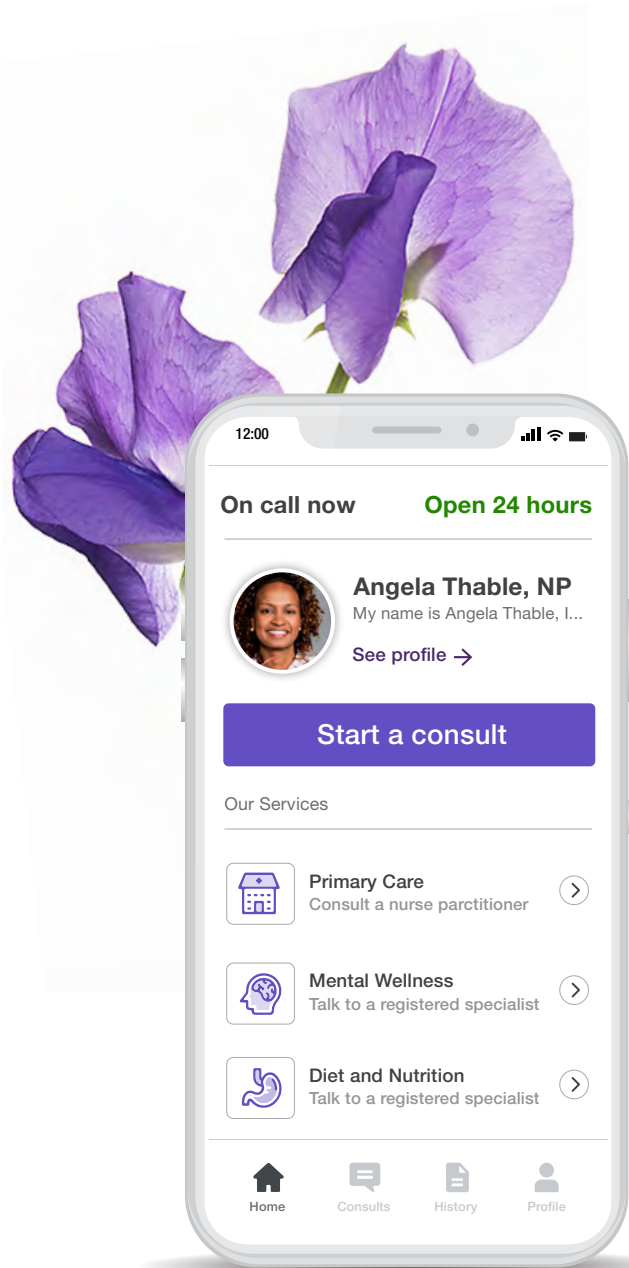 12:00
On call now Open 24 hours
Angela Thable, NP
My name is Angela Thable, I...
See profile
Start a consult
Our Services
Primary Care
Consult a nurse parctitioner
Mental Wellness
Talk to a registered specialist
Diet and Nutrition
Talk to a registered specialist
Home Consults History Profile